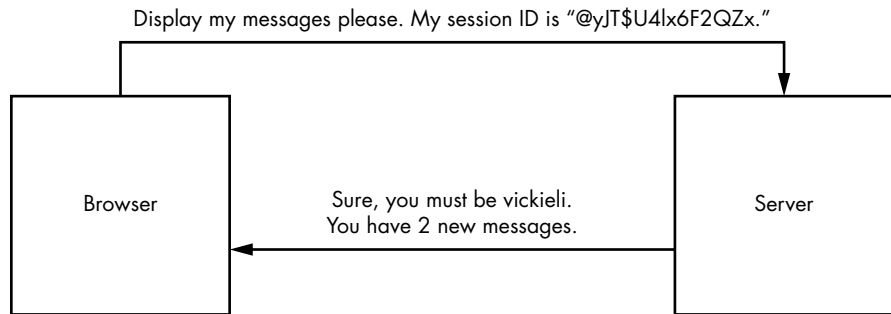 Display my messages please. My session ID is “@yJT$U4lx6F2QZx.”
Browser
Sure, you must be vickieli.
You have 2 new messages.
Server